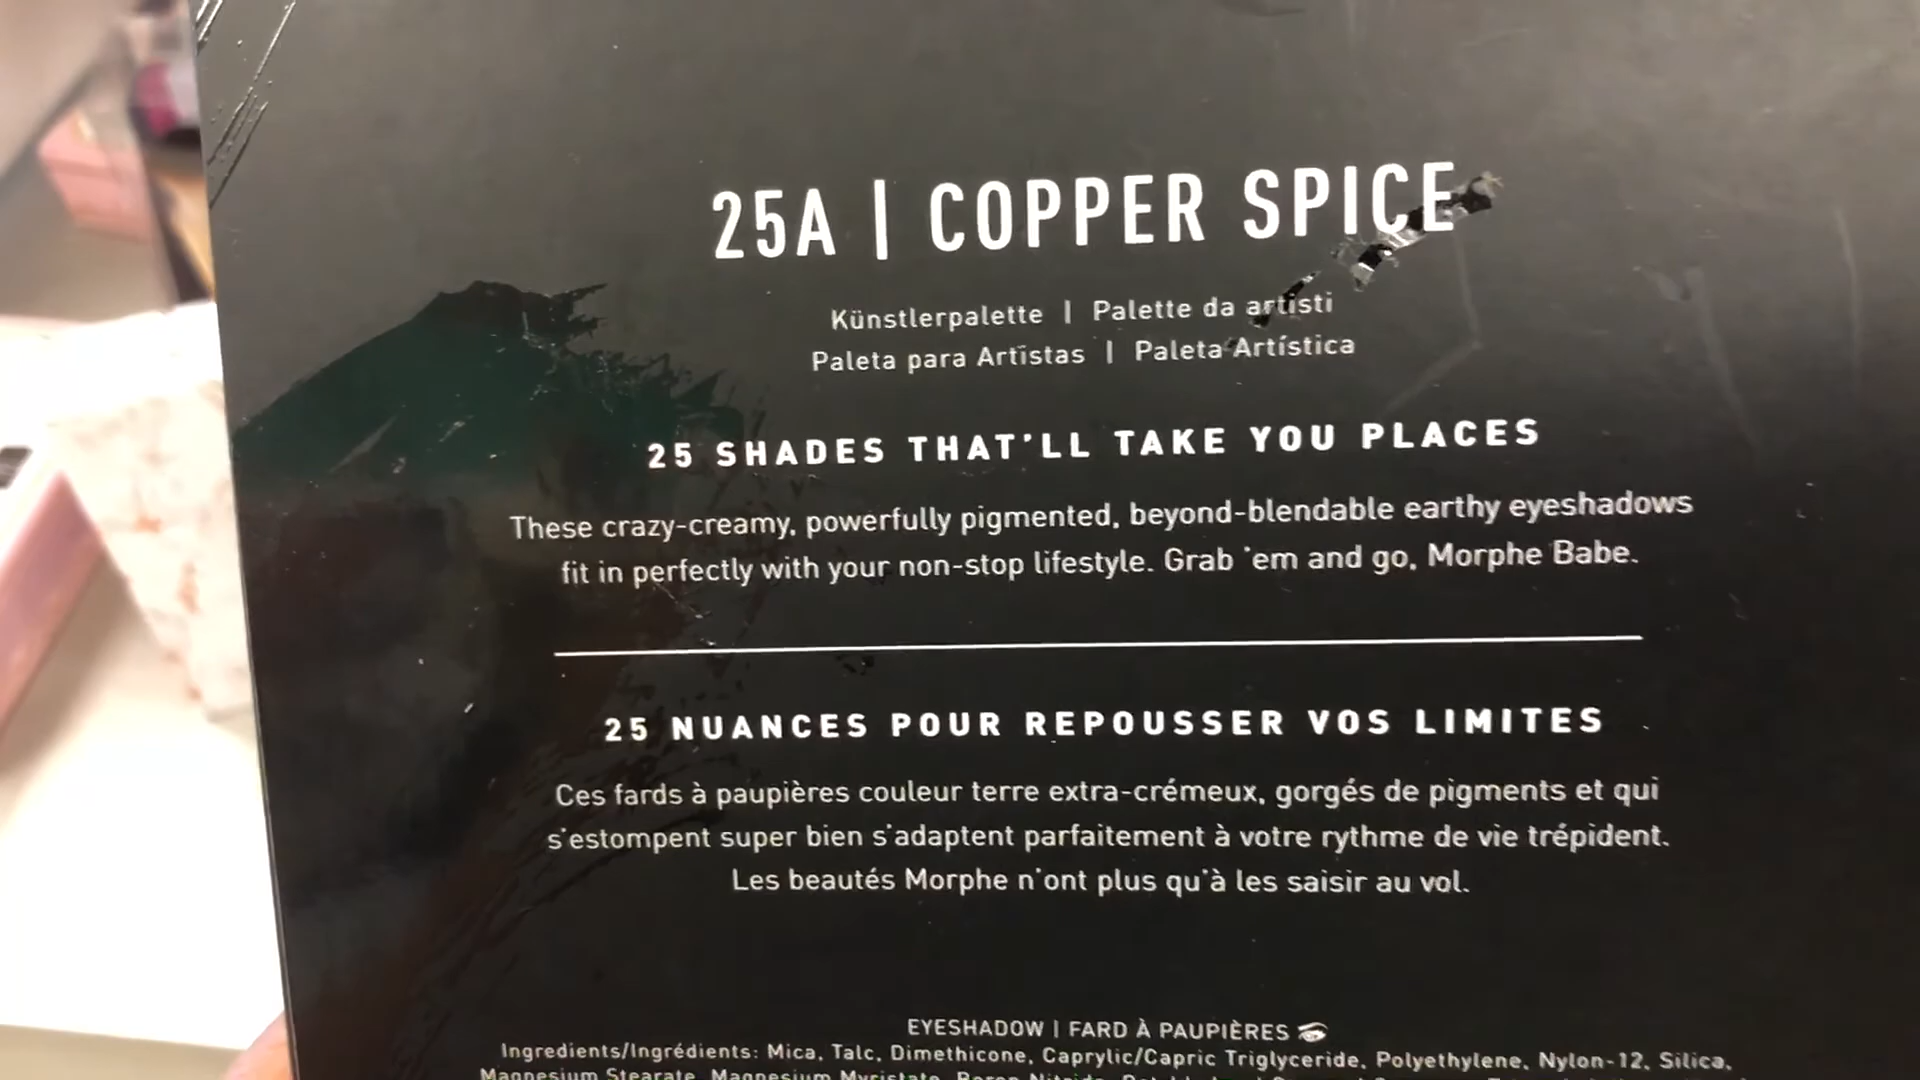 25A | COPPER SPICE
Künstlerpalette | Palette da artisti
Paleta para Artistas | Paleta Artística
25 SHADES THAT'LL TAKE YOU PLACES
These crazy-creamy, powerfully pigmented, beyond-blendable earthy eyeshadows
fit in perfectly with your non-stop lifestyle. Grab 'em and go, Morphe Babe.
25 NUANCES POUR REPOUSSER VOS LIMITES
Ces fards à paupières couleur terre extra-crémeux, gorgés de pigments et qui
s'estompent super bien s'adaptent parfaitement à votre rythme de vie trépident.
Les beautés Morphe n'ont plus qu'à les saisir au vol.
EYESHADOW | FARD À PAUPIÈRES
Ingredients/Ingrédients: Mica, Talc, Dimethicone, Caprylic/Capric Triglyceride, Polyethylene, Nylon-12, Silica,
Magnesium Stearate, Magnesium Myristate, Boron Nitride,